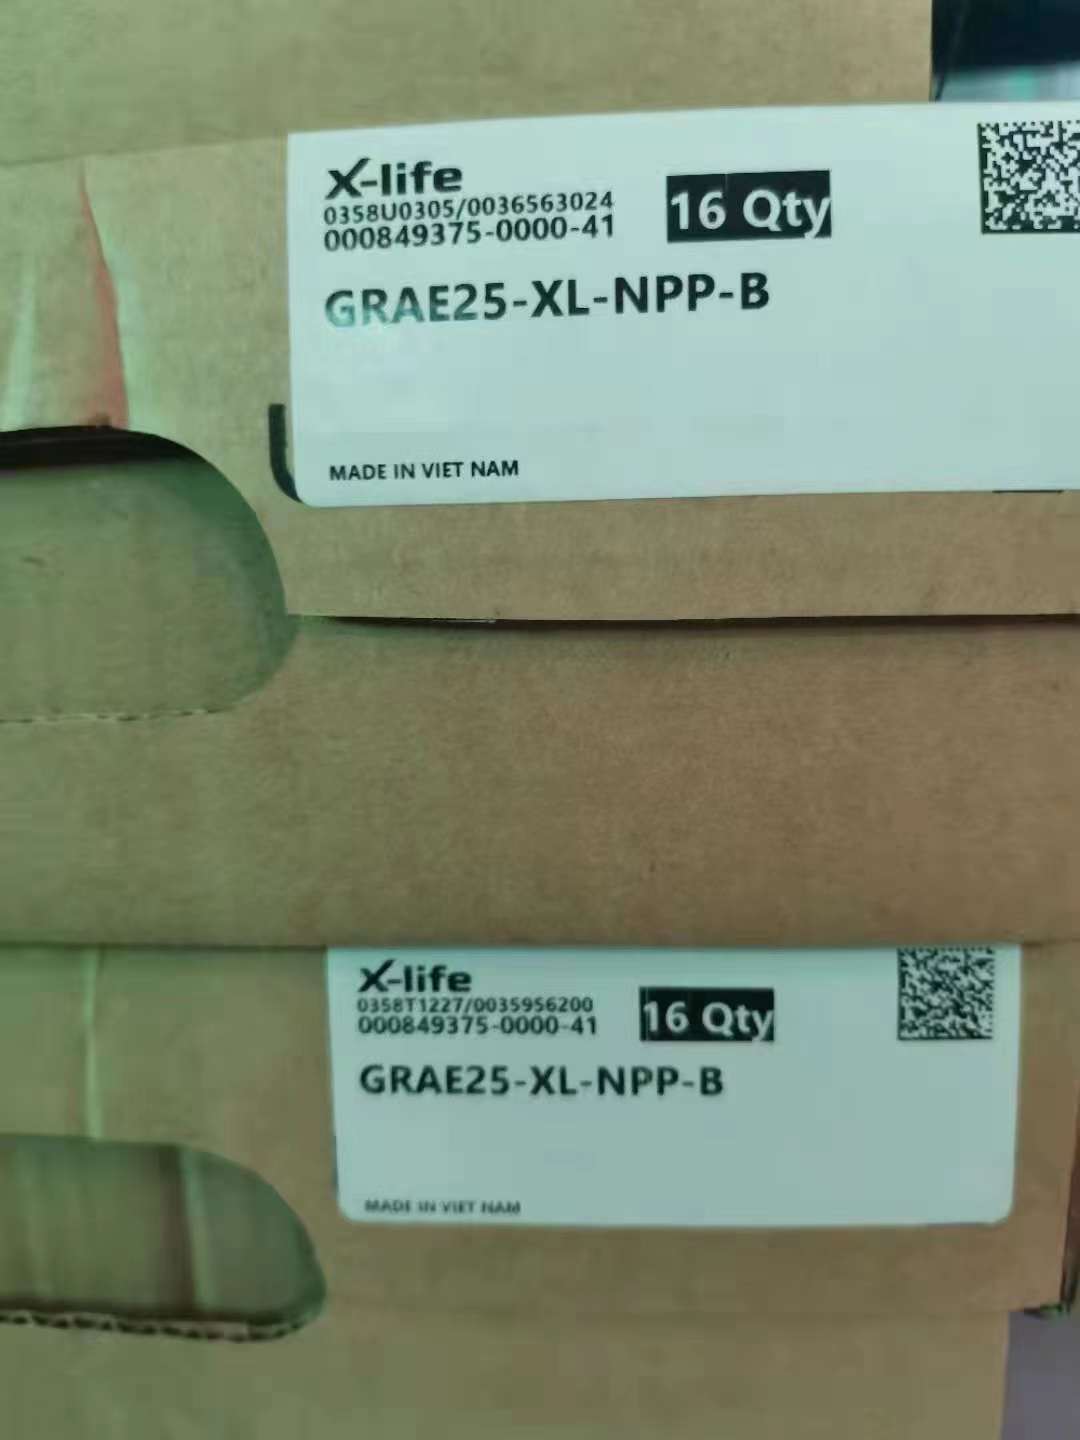 X-life
0358U0305/0036563024
000849375-0000-41
16 Qty
GRAE25-XL-NPP-B
MADE IN VIET NAM
X-life
0358T1227/0035956200
000849375-0000-41
16 Qty
GRAE25-XL-NPP-B
MADE IN VIET NAM